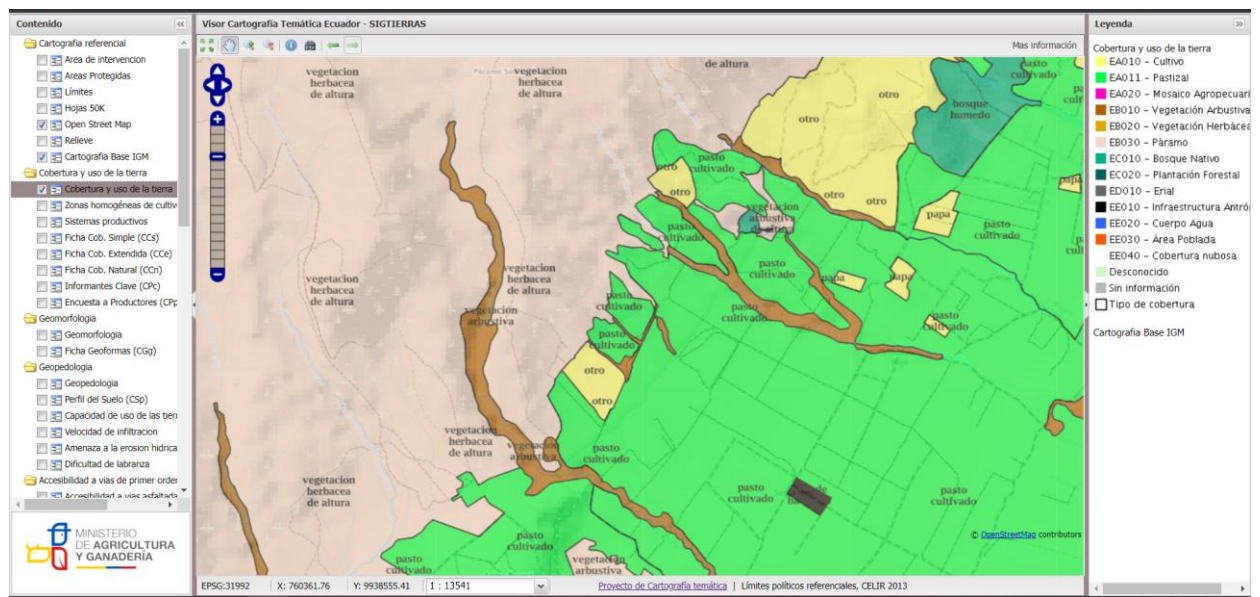 Contenido
Cartografia referencial
Area de intervencion
Areas Protegidas
Límites
Hojas 50K
Open Street Map
Relieve
Cartografia Base IGM
Cobertura y uso de la tierra
Cobertura y uso de la tierra
Zonas homogéneas de cultiv
Sistemas productivos
Ficha Cob. Simple (CCs)
Ficha Cob. Extendida (CCe)
Ficha Cob. Natural (CCn)
Informantes Clave (CPc)
Encuesta a Productores (CPp
Geomorfologia
Geomorfologia
Ficha Geoformas (CGg)
Geopedologia
Geopedologia
Perfil del Suelo (CSp)
Capacidad de uso de las tierr
Velocidad de infiltracion
Amenaza a la erosion hidrica
Dificultad de labranza
Accesibilidad a vias de primer orden
Accesibilidad a vias asfaltada
MINISTERIO
DE AGRICULTURA
Y GANADERÍA
Visor Cartografía Temática Ecuador - SIGTIERRAS
Mas información
vegetacion
herbacea
de altura
vegetacion
herbacea
de altura
de altura
pasto
cultivado
otro
otro
bosque
humedo
pasto
cultivado
otro
otro
otro
otro
papa
pasto
cultivado
vegetacion
arbustiva
de altura
pasto
cultivado
pasto
cultivado
papa
papa
vegetacion
herbacea
de altura
vegetacion
herbacea
de altura
pasto
cultivado
pasto
cultivado
vegetacion
arbustiva
pasto
cultivado
pasto
cultivado
otro
otro
vegetacion
herbacea
de altura
vegetacion
arbustiva
pasto
cultivado
vegetacion
herbacea
de altura
pasto
cultivado
pasto
cultivado
pasto
cultivado
pasto
cultivado
vegetacion
arbustiva
© OpenStreetMap contributors
EPSG:31992
X: 760361.76
Y: 9938555.41
1 : 13541
Proyecto de Cartografía temática | Límites políticos referenciales, CELIR 2013
Leyenda
Cobertura y uso de la tierra
EA010 - Cultivo
EA011 - Pastizal
EA020 - Mosaico Agropecuari
EB010 - Vegetación Arbustiva
EB020 - Vegetación Herbácea
EB030 - Páramo
EC010 - Bosque Nativo
EC020 - Plantación Forestal
ED010 - Erial
EE010 - Infraestructura Antró
EE020 - Cuerpo Agua
EE030 - Área Poblada
EE040 - Cobertura nubosa
Desconocido
Sin información
Tipo de cobertura
Cartografia Base IGM